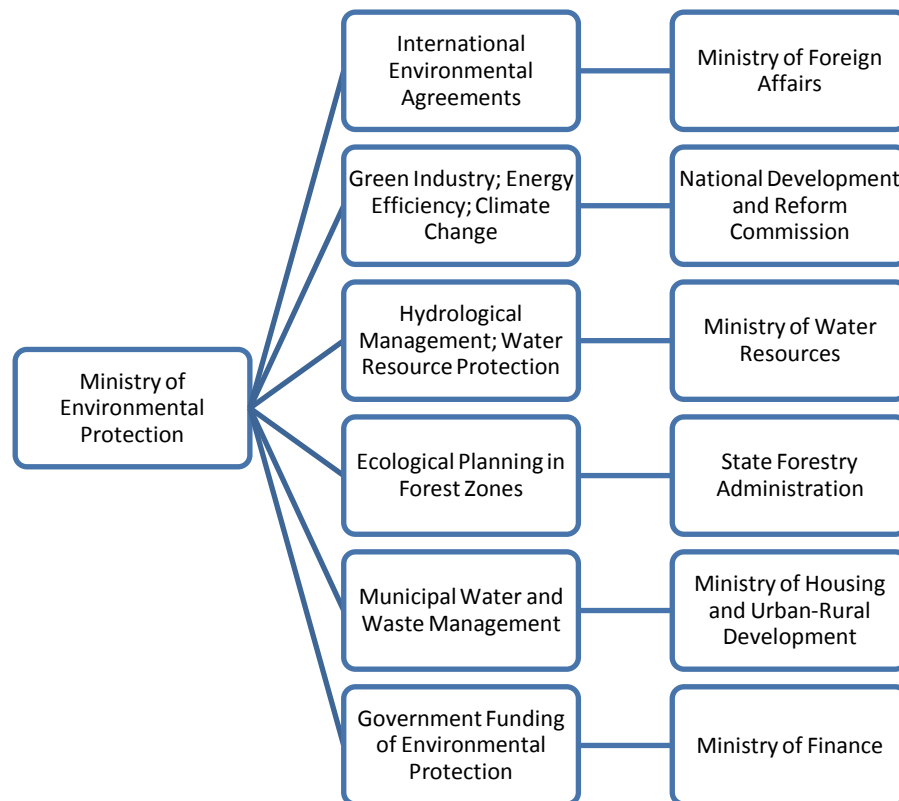 International
Environmental
Agreements
Ministry of Foreign
Affairs
Green Industry; Energy
Efficiency; Climate
Change
National Development
and Reform
Commission
Hydrological
Management; Water
Resource Protection
Ministry of Water
Resources
Ministry of
Environmental
Protection
Ecological Planning in
Forest Zones
State Forestry
Administration
Municipal Water and
Waste Management
Ministry of Housing
and Urban-Rural
Development
Government Funding
of Environmental
Protection
Ministry of Finance